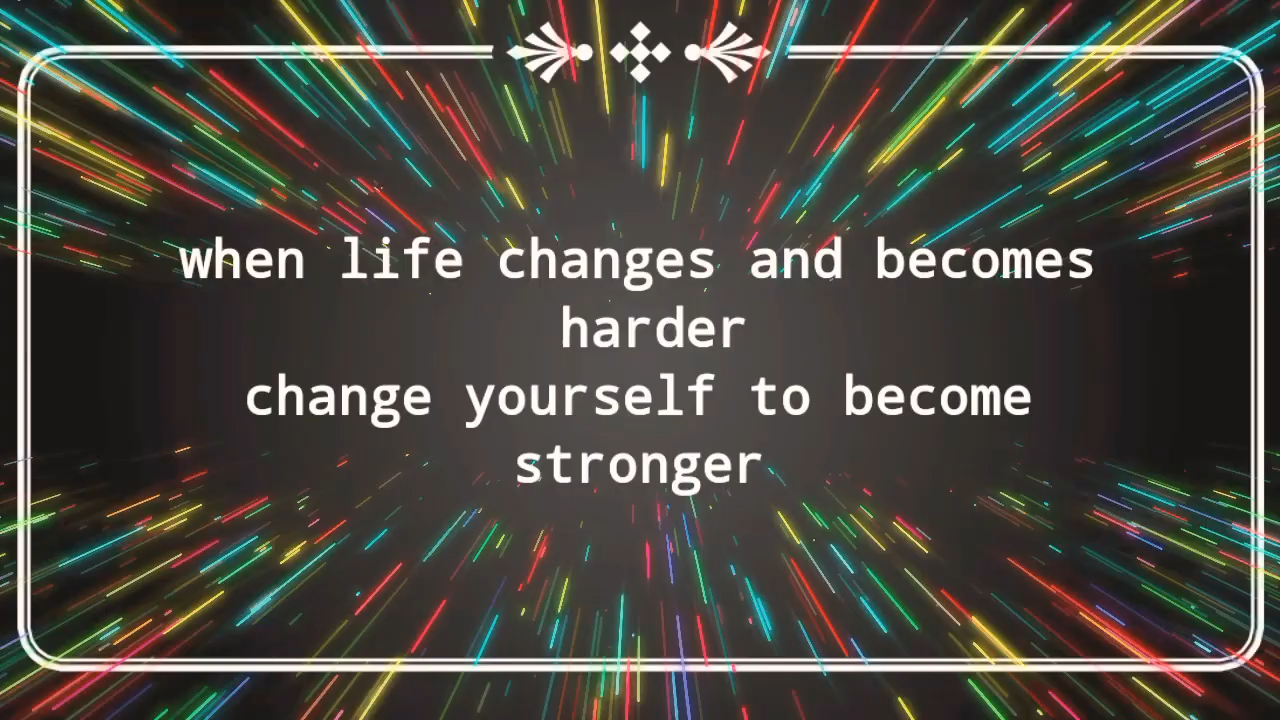 when life changes and becomes
harder
change yourself to become
stronger